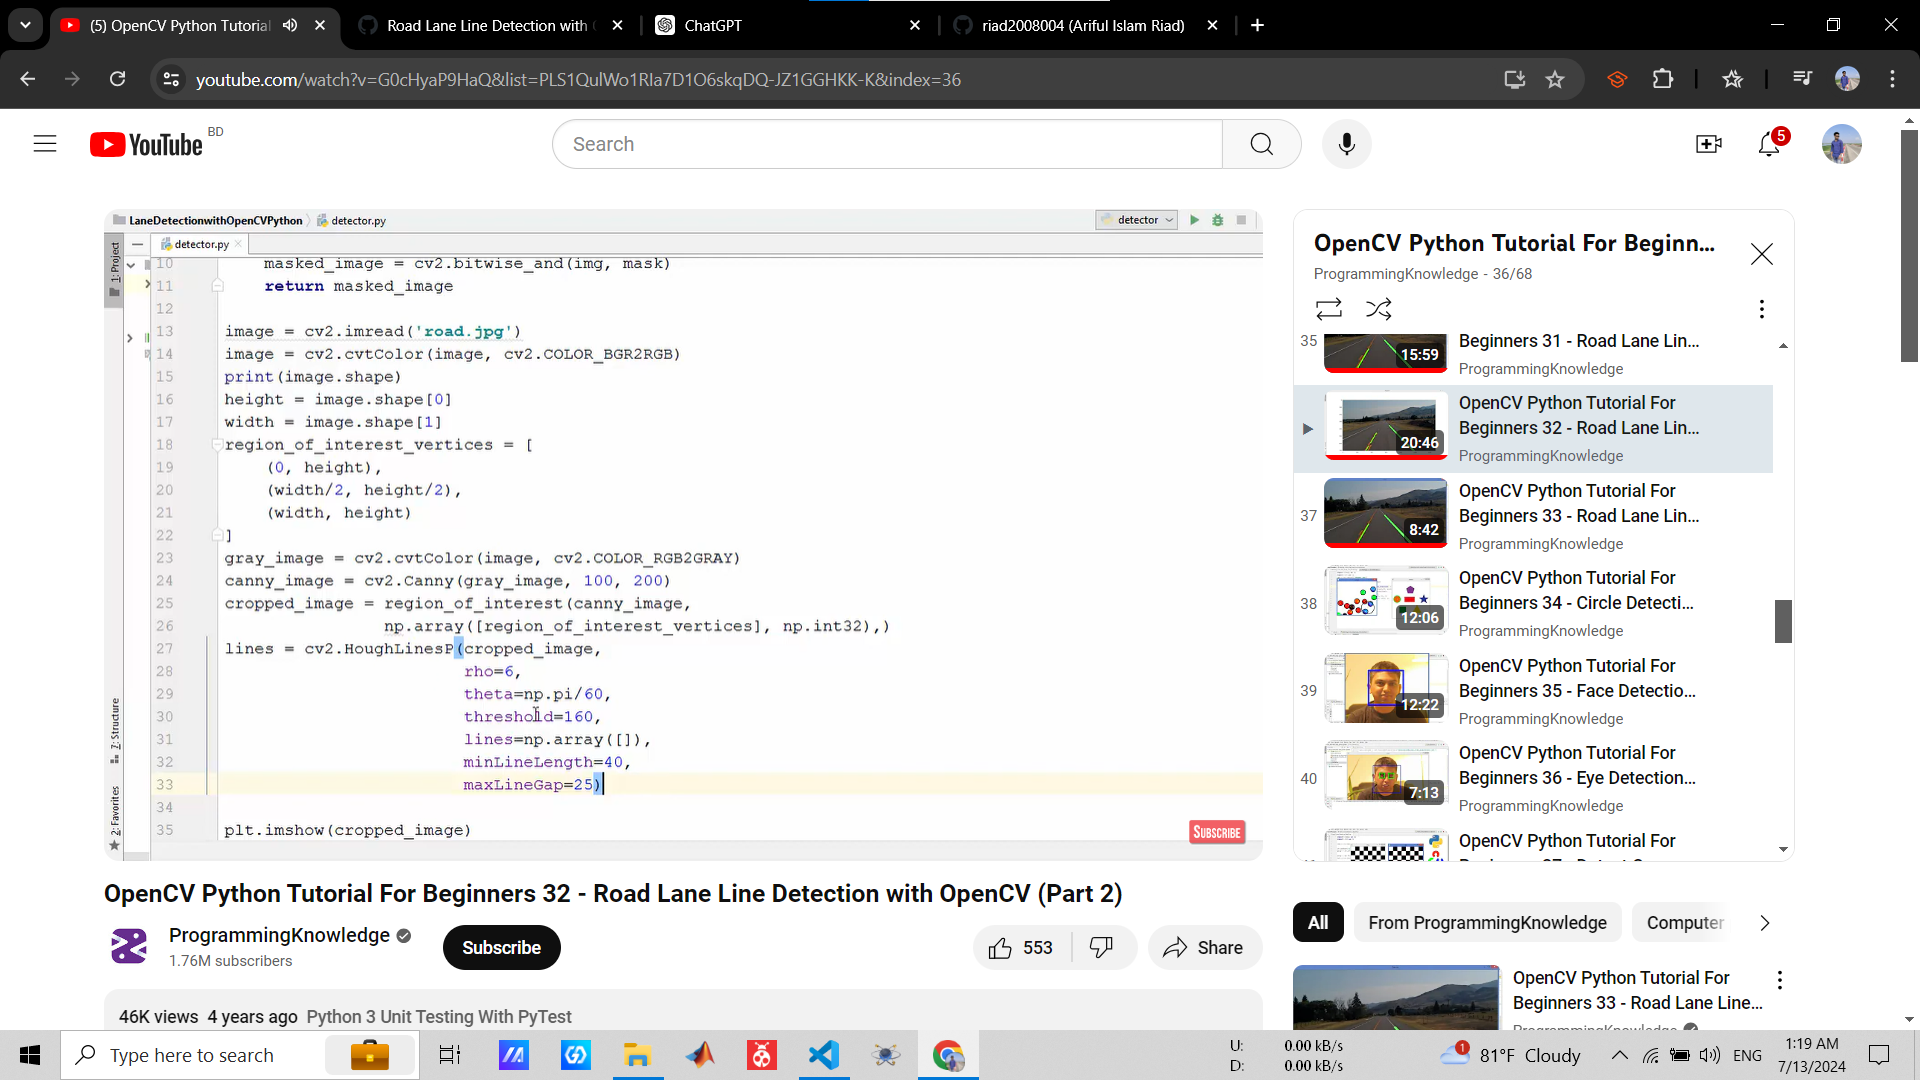 (5) OpenCV Python Tutorial
Road Lane Line Detection with
ChatGPT
riad2008004 (Ariful Islam Riad)
youtube.com/watch?v=G0cHyaP9HaQ&list=PLS1QulWo1RIa7D1O6skqDQ-JZ1GGHKK-K&index=36
YouTube BD
Search
5
LaneDetectionwithOpenCVPython
detector.py
detector
1: Project
detector.py
10 masked_image = cv2.bitwise_and(img, mask)
11 return masked_image
12
13 image = cv2.imread('road.jpg')
14 image = cv2.cvtColor(image, cv2.COLOR_BGR2RGB)
15 print(image.shape)
16 height = image.shape[0]
17 width = image.shape[1]
18 region_of_interest_vertices = [
19 (0, height),
20 (width/2, height/2),
21 (width, height)
22 ]
23 gray_image = cv2.cvtColor(image, cv2.COLOR_RGB2GRAY)
24 canny_image = cv2.Canny(gray_image, 100, 200)
25 cropped_image = region_of_interest(canny_image,
26 np.array([region_of_interest_vertices], np.int32),)
27 lines = cv2.HoughLinesP(cropped_image,
28 rho=6,
29 theta=np.pi/60,
30 threshold=160,
31 lines=np.array([]),
32 minLineLength=40,
33 maxLineGap=25)
34
35 plt.imshow(cropped_image)
7: Structure
2: Favorites
SUBSCRIBE
OpenCV Python Tutorial For Beginners 32 - Road Lane Line Detection with OpenCV (Part 2)
ProgrammingKnowledge
1.76M subscribers
Subscribe
553
Share
46K views 4 years ago Python 3 Unit Testing With PyTest
OpenCV Python Tutorial For Beginn...
ProgrammingKnowledge - 36/68
35
15:59
Beginners 31 - Road Lane Lin...
ProgrammingKnowledge
20:46
OpenCV Python Tutorial For
Beginners 32 - Road Lane Lin...
ProgrammingKnowledge
37
8:42
OpenCV Python Tutorial For
Beginners 33 - Road Lane Lin...
ProgrammingKnowledge
38
12:06
OpenCV Python Tutorial For
Beginners 34 - Circle Detecti...
ProgrammingKnowledge
39
12:22
OpenCV Python Tutorial For
Beginners 35 - Face Detectio...
ProgrammingKnowledge
40
7:13
OpenCV Python Tutorial For
Beginners 36 - Eye Detection...
ProgrammingKnowledge
OpenCV Python Tutorial For
All
From ProgrammingKnowledge
Computer
OpenCV Python Tutorial For
Beginners 33 - Road Lane Line...
ProgrammingKnowledge
Type here to search
U: 0.00 kB/s
D: 0.00 kB/s
1
81°F Cloudy
ENG
1:19 AM
7/13/2024